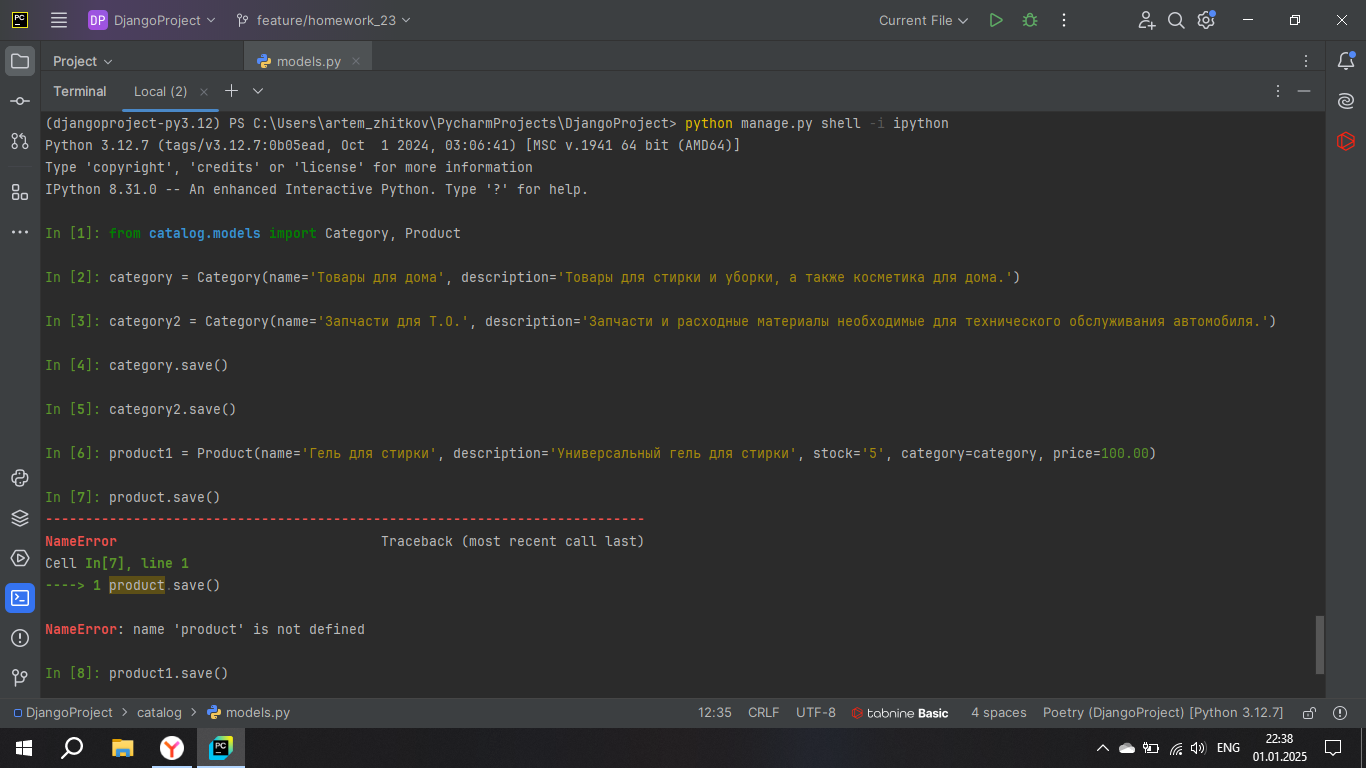 PC DP DjangoProject feature/homework_23 Current File
Project models.py
Terminal Local (2)
(djangoproject-py3.12) PS C:\Users\artem_zhitkov\PycharmProjects\DjangoProject> python manage.py shell -i ipython
Python 3.12.7 (tags/v3.12.7:0b05ead, Oct  1 2024, 03:06:41) [MSC v.1941 64 bit (AMD64)]
Type 'copyright', 'credits' or 'license' for more information
IPython 8.31.0 -- An enhanced Interactive Python. Type '?' for help.
In [1]: from catalog.models import Category, Product
In [2]: category = Category(name='Товары для дома', description='Товары для стирки и уборки, а также косметика для дома.')
In [3]: category2 = Category(name='Запчасти для Т.О.', description='Запчасти и расходные материалы необходимые для технического обслуживания автомобиля.')
In [4]: category.save()
In [5]: category2.save()
In [6]: product1 = Product(name='Гель для стирки', description='Универсальный гель для стирки', stock='5', category=category, price=100.00)
In [7]: product.save()
---------------------------------------------------------------------------
NameError                                 Traceback (most recent call last)
Cell In[7], line 1
----> 1 product.save()
NameError: name 'product' is not defined
In [8]: product1.save()
DjangoProject > catalog > models.py 12:35 CRLF UTF-8 tabnine Basic 4 spaces Poetry (DjangoProject) [Python 3.12.7]
PC ENG 22:38
01.01.2025